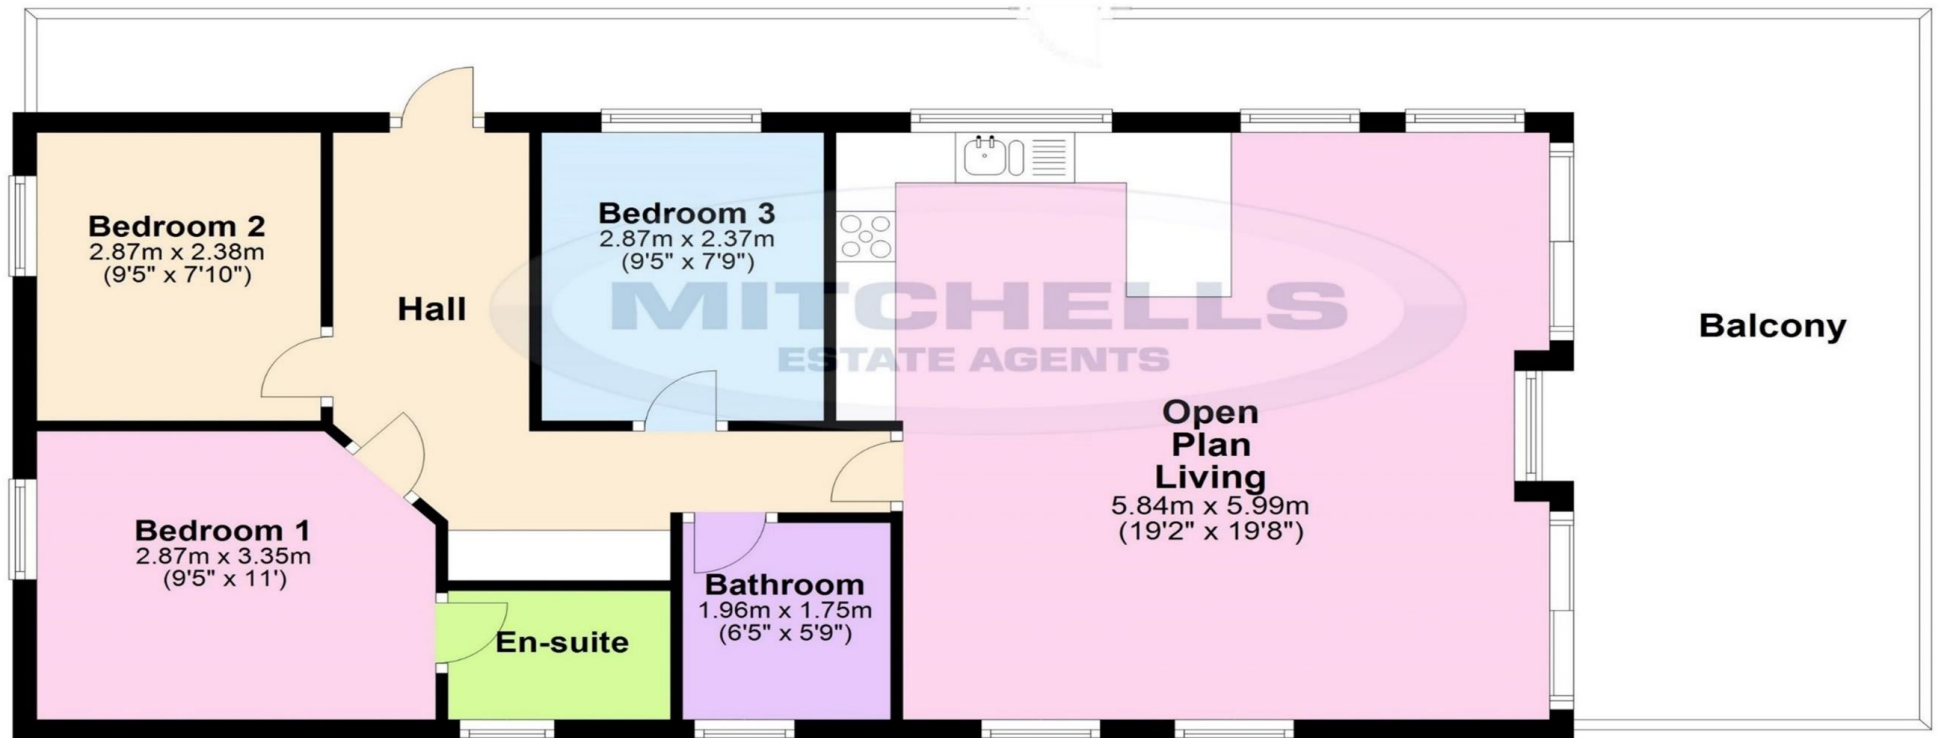 Bedroom 2
2.87m x 2.38m
(9'5" x 7'10")
Hall
Bedroom 3
2.87m x 2.37m
(9'5" x 7'9")
MITCHELLS
ESTATE AGENTS
Balcony
Open
Plan
Living
5.84m x 5.99m
(19'2" x 19'8")
Bedroom 1
2.87m x 3.35m
(9'5" x 11')
En-suite
Bathroom
1.96m x 1.75m
(6'5" x 5'9")